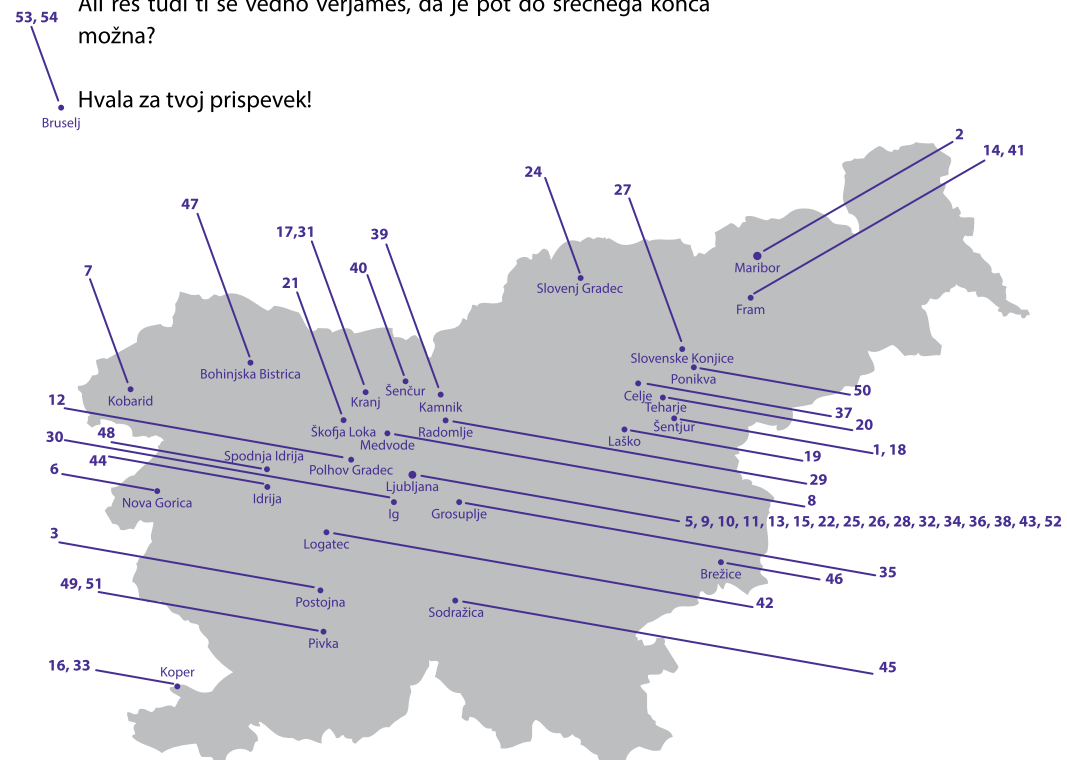 Ali res tudi ti še vedno verjameš, da je pot do srečnega konca
možna?
53, 54
Hvala za tvoj prispevek!
Bruselj
2
14, 41
24
27
47
17,31
39
40
7
21
Maribor
Slovenj Gradec
Fram
Slovenske Konjice
Bohinjska Bistrica
Ponikva
50
Šenčur
Kobarid
Kranj
Kamnik
Celje
Teharje
37
12
20
Škofja Loka
Radomlje
Šentjur
30
48
Medvode
Laško
1, 18
44
Spodnja Idrija
19
6
Polhov Gradec
29
Ljubljana
8
Nova Gorica
Idrija
Ig
Grosuplje
5, 9, 10, 11, 13, 15, 22, 25, 26, 28, 32, 34, 36, 38, 43, 52
3
Logatec
35
Brežice
46
49, 51
Postojna
42
Sodražica
Pivka
16, 33
Koper
45